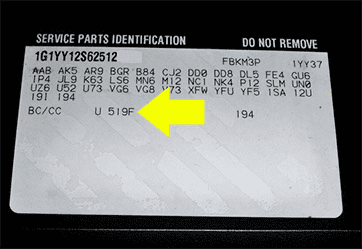 SERVICE PARTS IDENTIFICATION DO NOT REMOVE
1G1YY12S62512 FBKM3P 1YY37
AAB AK5 AR9 BGR B84 CJ2 DD0 DD8 DL5 FE4 GU6
1P4 JL9 K63 LS6 MN6 M12 NC1 NK4 P12 SLM UN0
UZ6 U52 U73 VG6 VG8 V73 XFW YFU YF5 1SA 12U
19I 194
BC/CC U 519F 194